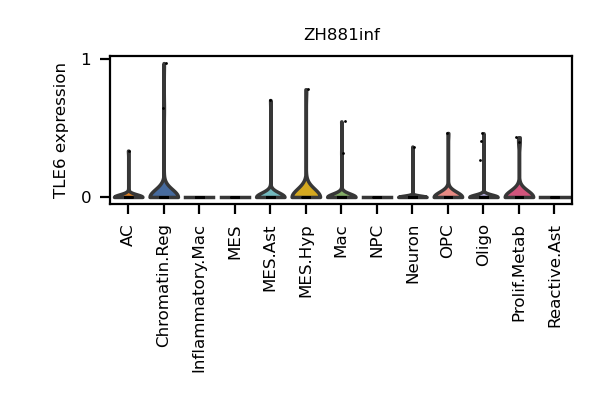 ZH881inf
TLE6 expression
1
0
AC
Chromatin.Reg
Inflammatory.Mac
MES
MES.Ast
MES.Hyp
Mac
NPC
Neuron
OPC
Oligo
Prolif.Metab
Reactive.Ast